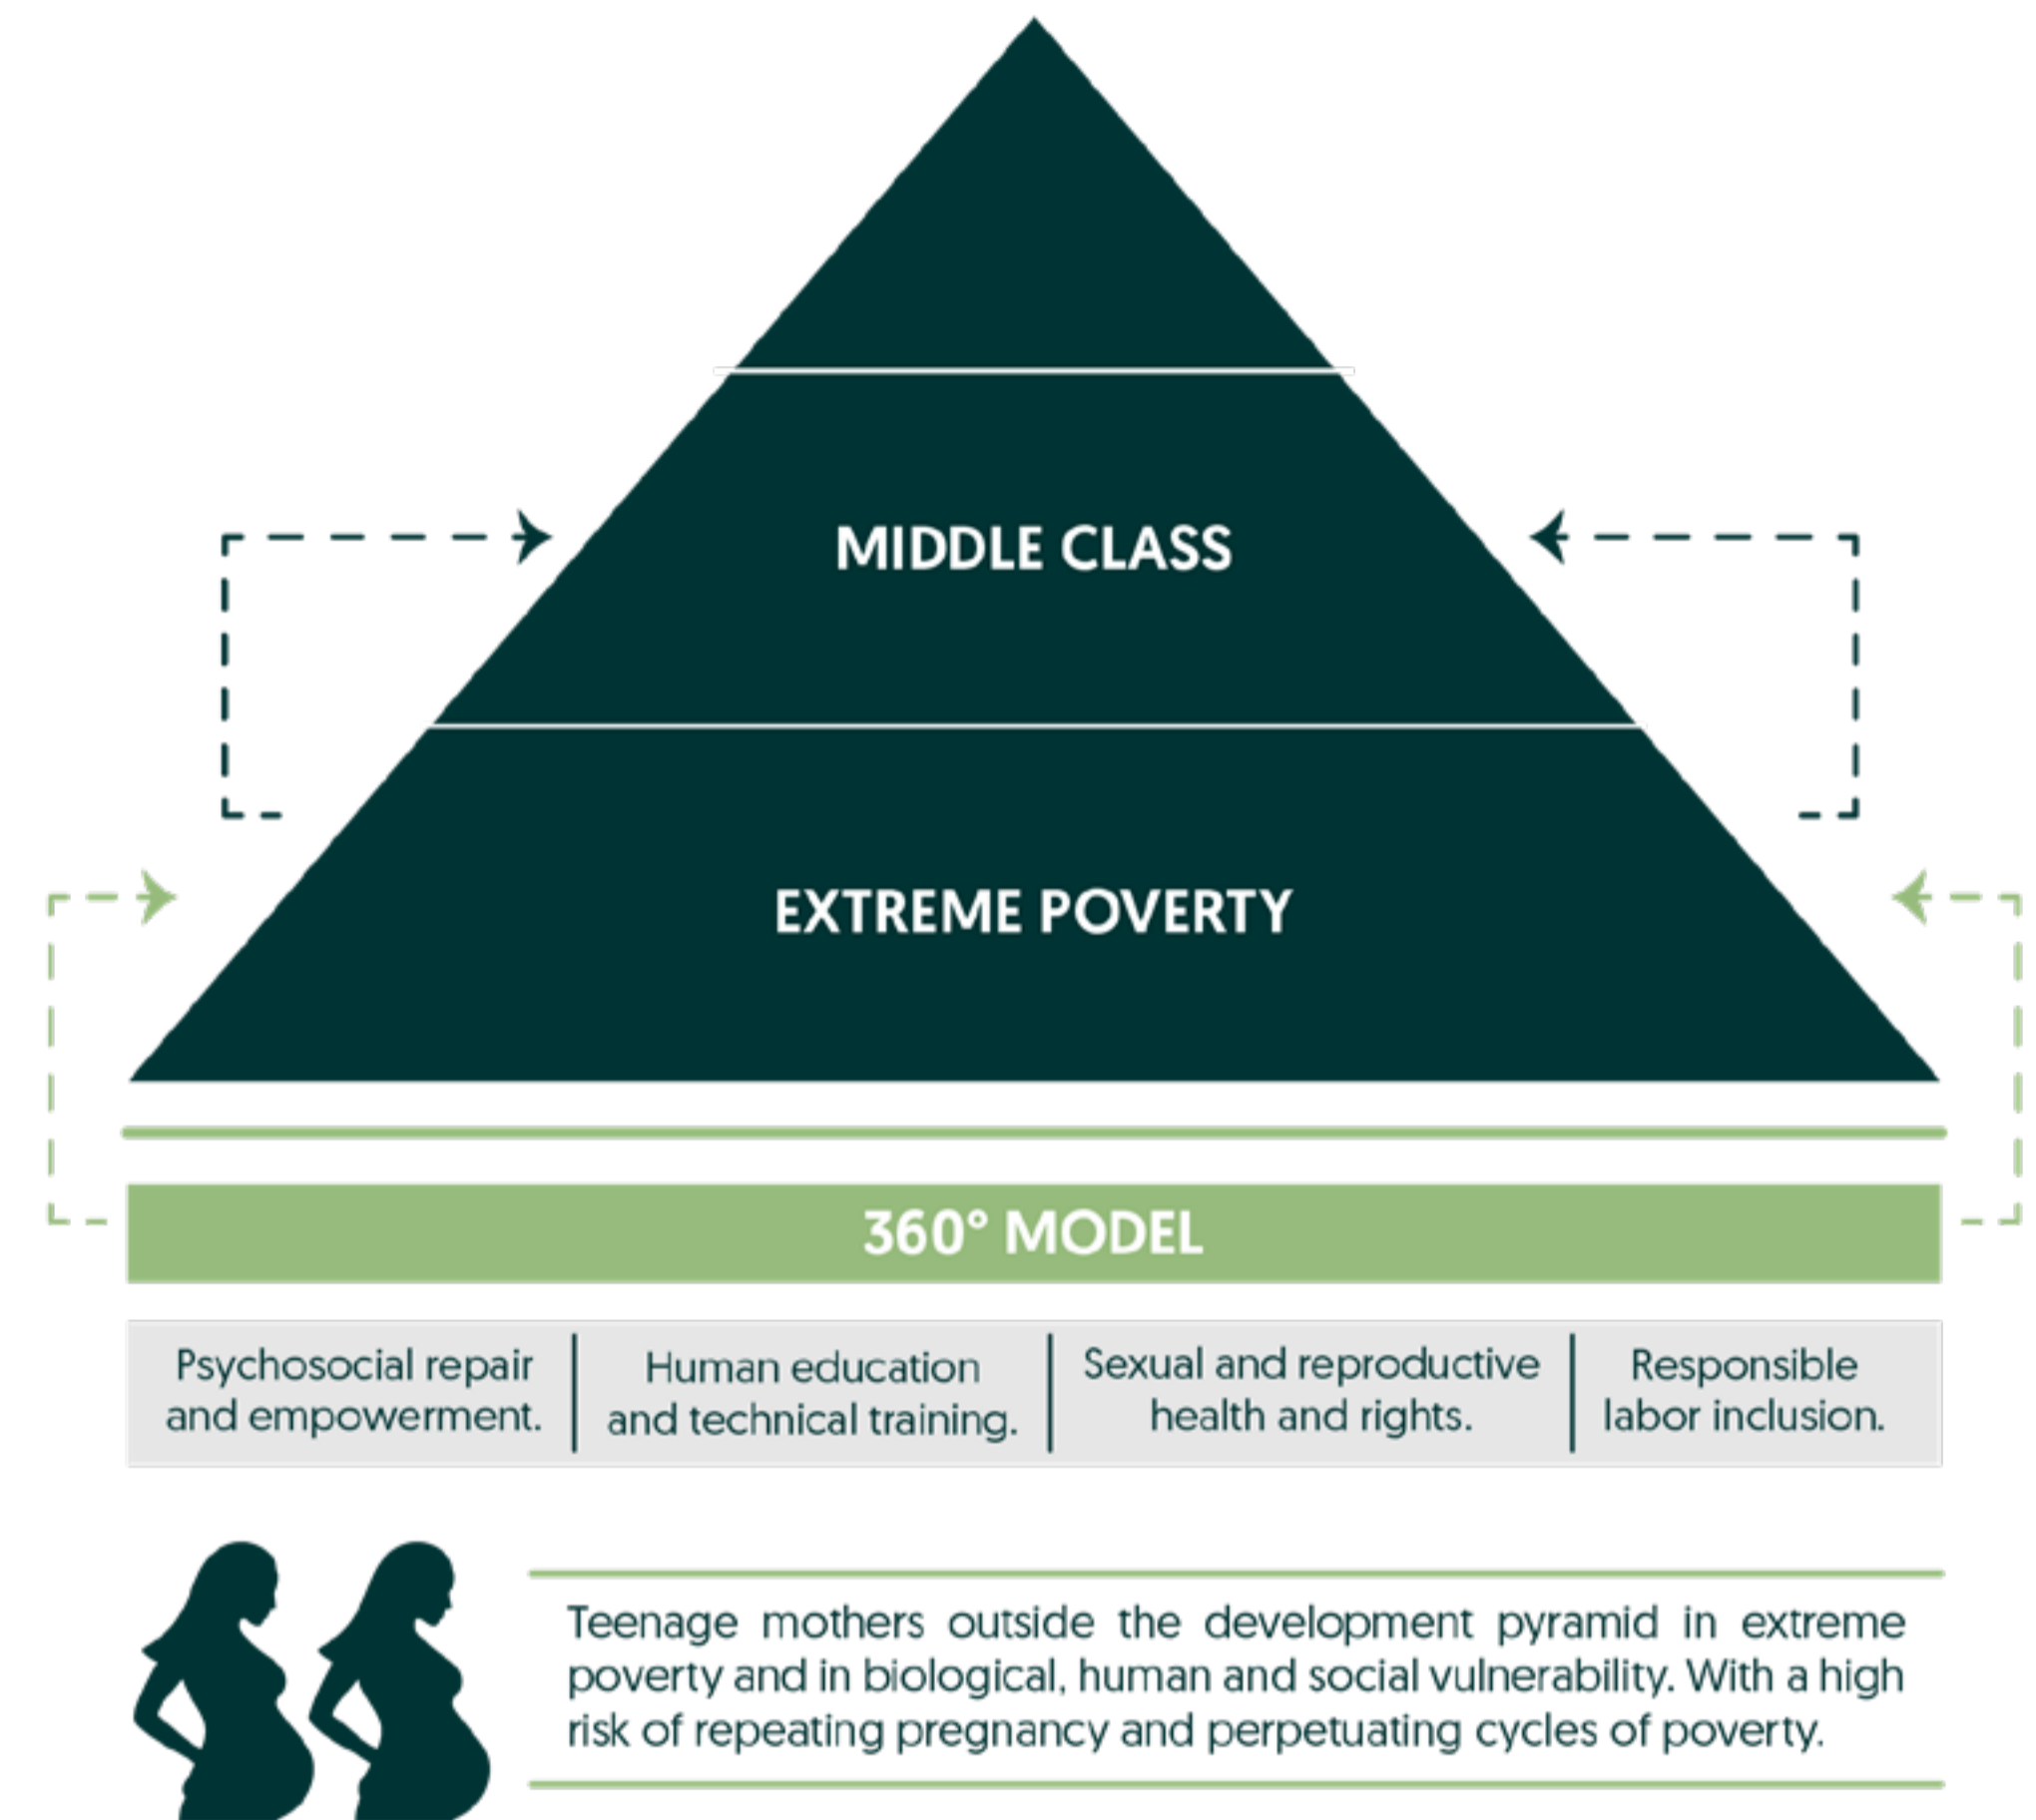 MIDDLE CLASS
EXTREME POVERTY
360° MODEL
Psychosocial repair
and empowerment.
Human education
and technical training.
Sexual and reproductive
health and rights.
Responsible
labor inclusion.
Teenage mothers outside the development pyramid in extreme
poverty and in biological, human and social vulnerability. With a high
risk of repeating pregnancy and perpetuating cycles of poverty.